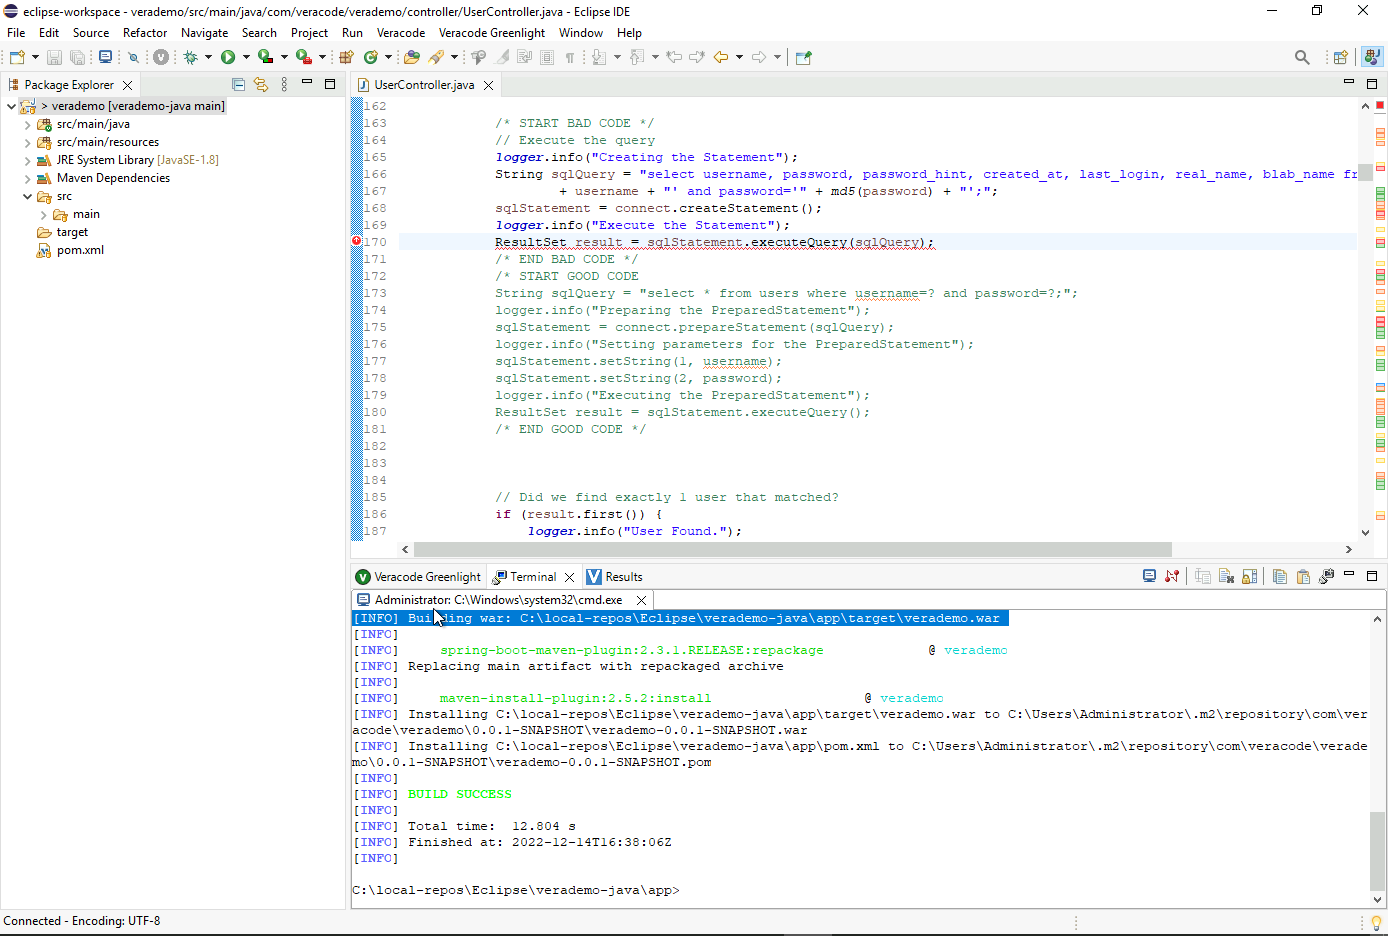 eclipse-workspace - verademo/src/main/java/com/veracode/verademo/controller/UserController.java - Eclipse IDE
File Edit Source Refactor Navigate Search Project Run Veracode Veracode Greenlight Window Help
Package Explorer
> verademo [verademo-java main]
src/main/java
src/main/resources
JRE System Library [JavaSE-1.8]
Maven Dependencies
src
main
target
pom.xml
UserController.java
162
163 /* START BAD CODE */
164 // Execute the query
165 logger.info("Creating the Statement");
166 String sqlQuery = "select username, password, password_hint, created_at, last_login, real_name, blab_name fr
167 + username + "' and password='" + md5(password) + "';";
168 sqlStatement = connect.createStatement();
169 logger.info("Execute the Statement");
170 ResultSet result = sqlStatement.executeQuery(sqlQuery);
171 /* END BAD CODE */
172 /* START GOOD CODE
173 String sqlQuery = "select * from users where username=? and password=?;";
174 logger.info("Preparing the PreparedStatement");
175 sqlStatement = connect.prepareStatement(sqlQuery);
176 logger.info("Setting parameters for the PreparedStatement");
177 sqlStatement.setString(1, username);
178 sqlStatement.setString(2, password);
179 logger.info("Executing the PreparedStatement");
180 ResultSet result = sqlStatement.executeQuery();
181 /* END GOOD CODE */
182
183
184
185 // Did we find exactly 1 user that matched?
186 if (result.first()) {
187 logger.info("User Found.");
Veracode Greenlight Terminal Results
Administrator: C:\Windows\system32\cmd.exe
[INFO] Building war: C:\local-repos\Eclipse\verademo-java\app\target\verademo.war
[INFO]
[INFO] spring-boot-maven-plugin:2.3.1.RELEASE:repackage @ verademo
[INFO] Replacing main artifact with repackaged archive
[INFO]
[INFO] maven-install-plugin:2.5.2:install @ verademo
[INFO] Installing C:\local-repos\Eclipse\verademo-java\app\target\verademo.war to C:\Users\Administrator\.m2\repository\com\ver
acode\verademo\0.0.1-SNAPSHOT\verademo-0.0.1-SNAPSHOT.war
[INFO] Installing C:\local-repos\Eclipse\verademo-java\app\pom.xml to C:\Users\Administrator\.m2\repository\com\veracode\verade
mo\0.0.1-SNAPSHOT\verademo-0.0.1-SNAPSHOT.pom
[INFO]
[INFO] BUILD SUCCESS
[INFO]
[INFO] Total time: 12.804 s
[INFO] Finished at: 2022-12-14T16:38:06Z
[INFO]
C:\local-repos\Eclipse\verademo-java\app>
Connected - Encoding: UTF-8